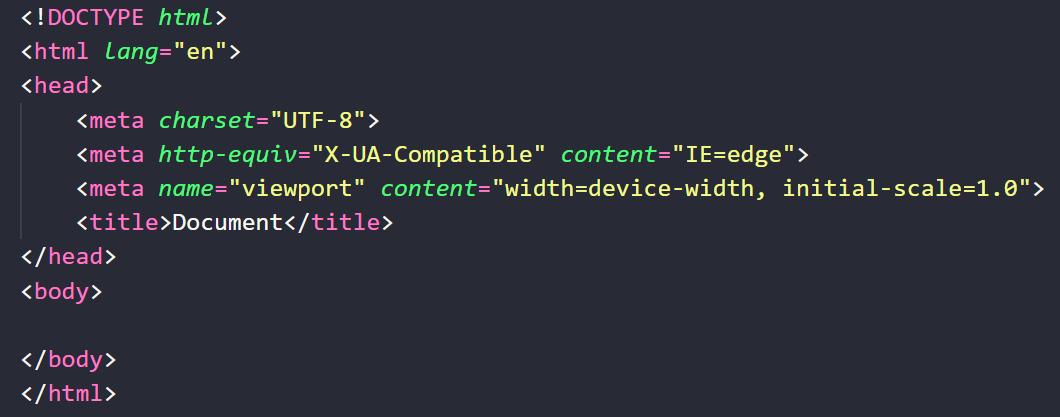 <!DOCTYPE html>
<html lang="en">
<head>
    <meta charset="UTF-8">
    <meta http-equiv="X-UA-Compatible" content="IE=edge">
    <meta name="viewport" content="width=device-width, initial-scale=1.0">
    <title>Document</title>
</head>
<body>

</body>
</html>